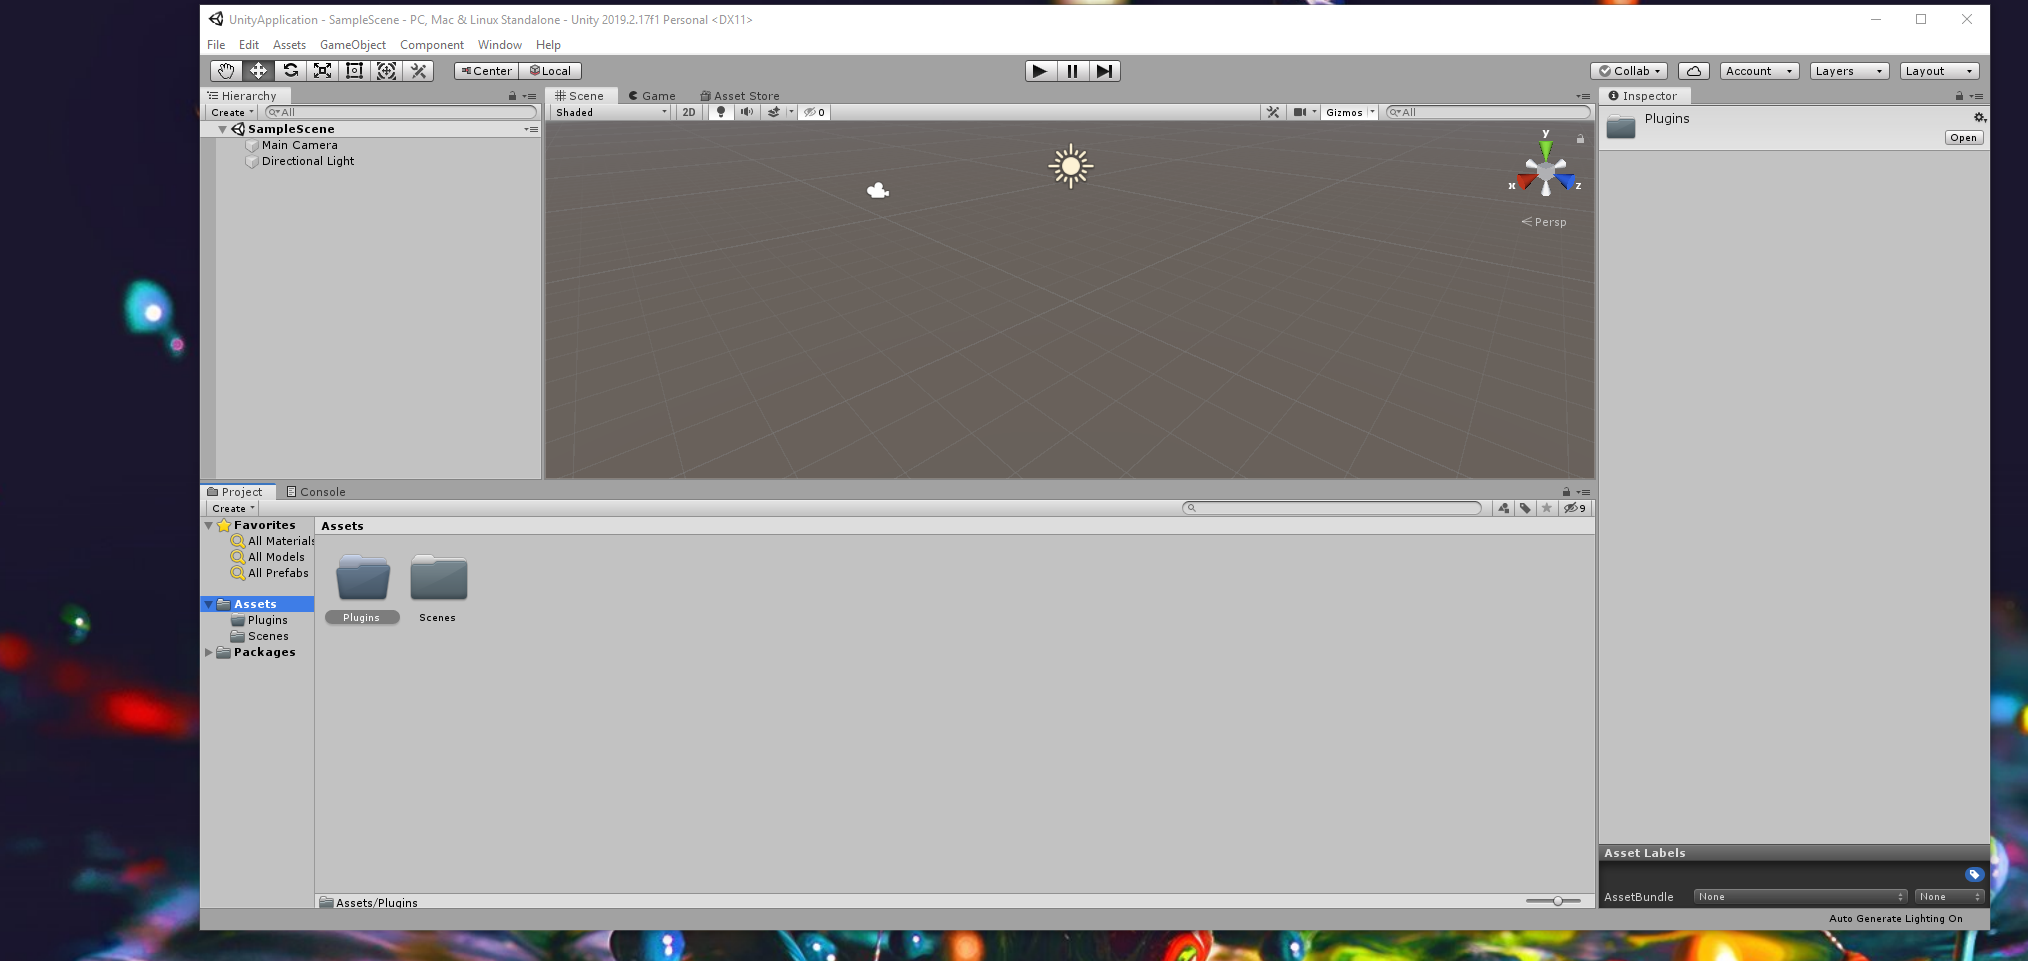 UnityApplication - SampleScene - PC, Mac & Linux Standalone - Unity 2019.2.17f1 Personal <DX11>
File Edit Assets GameObject Component Window Help
Center Local Collab Account Layers Layout
Hierarchy
Create All
SampleScene
Main Camera
Directional Light
Scene Game Asset Store
Shaded 2D 0 Gizmos All
y
x z
Persp
Inspector
Plugins
Open
Project Console
Create 9
Favorites
All Materials
All Models
All Prefabs
Assets
Plugins
Scenes
Packages
Assets
Plugins Scenes
Assets/Plugins
Asset Labels
AssetBundle None None
Auto Generate Lighting On